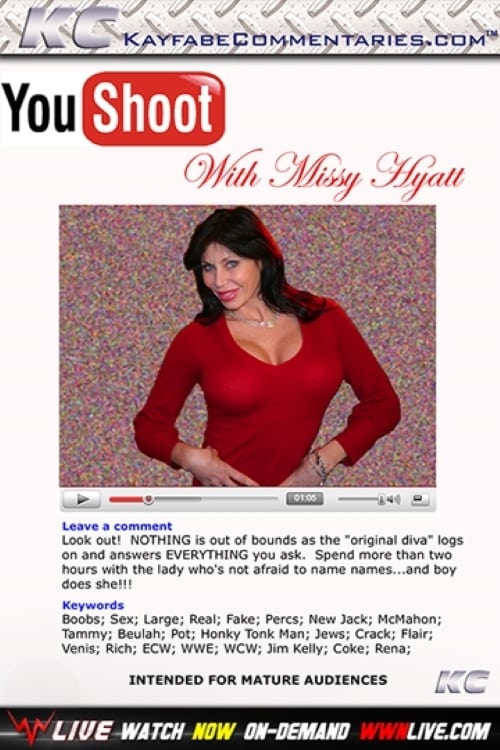 KC KAYFABECOMMENTARIES.COM™
You Shoot
With Missy Hyatt
01:05
Leave a comment
Look out!  NOTHING is out of bounds as the "original diva" logs
on and answers EVERYTHING you ask.  Spend more than two
hours with the lady who's not afraid to name names...and boy
does she!!!
Keywords
Boobs; Sex; Large; Real; Fake; Percs; New Jack; McMahon;
Tammy; Beulah; Pot; Honky Tonk Man; Jews; Crack; Flair;
Venis; Rich; ECW; WWE; WCW; Jim Kelly; Coke; Rena;
INTENDED FOR MATURE AUDIENCES
KC
LIVE WATCH NOW ON-DEMAND WWNLIVE.COM